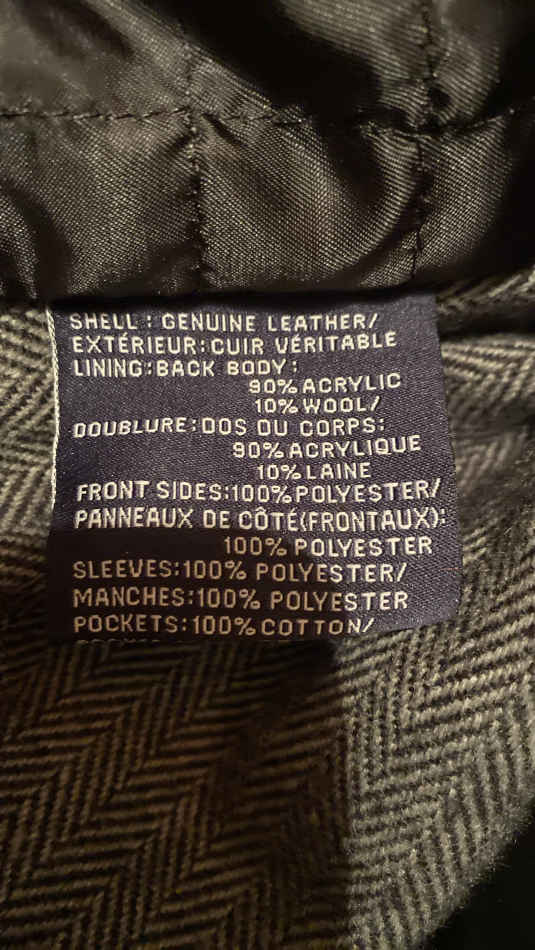 SHELL : GENUINE LEATHER/
EXTÉRIEUR:CUIR VÉRITABLE
LINING:BACK BODY:
90% ACRYLIC
10% WOOL/
DOUBLURE:DOS DU CORPS:
90% ACRYLIQUE
10% LAINE
FRONT SIDES:100% POLYESTER/
PANNEAUX DE CÔTÉ(FRONTAUX):
100% POLYESTER
SLEEVES:100% POLYESTER/
MANCHES:100% POLYESTER
POCKETS:100% COTTON/